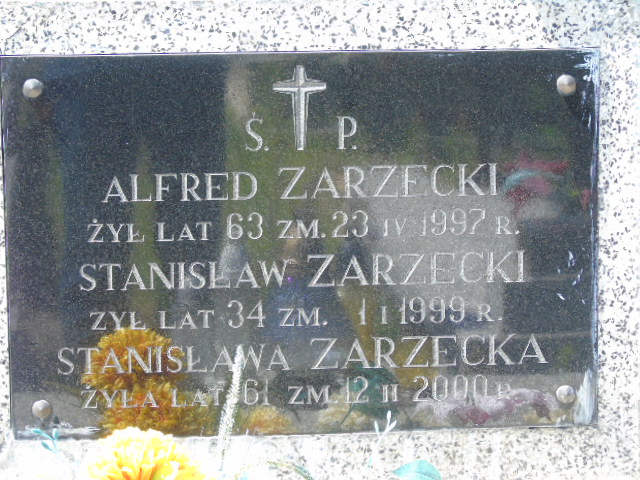 Ś. P.
ALFRED ZARZECKI
ŻYŁ LAT 63 ZM. 23 IV 1997 R.
STANISŁAW ZARZECKI
ŻYŁ LAT 34 ZM. 1 I 1999 R.
STANISŁAWA ZARZECKA
ŻYŁA LAT 61 ZM. 12 II 2000 R.